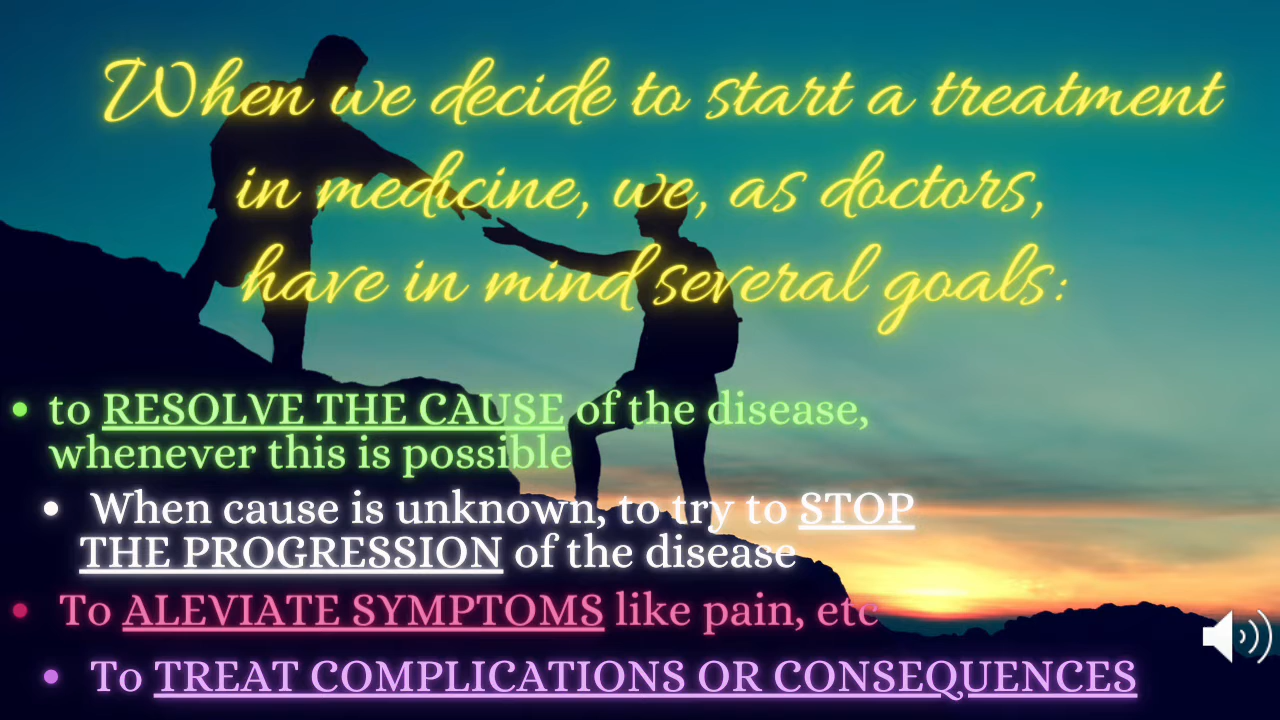 When we decide to start a treatment
in medicine, we, as doctors,
have in mind several goals:
• to RESOLVE THE CAUSE of the disease,
whenever this is possible
• When cause is unknown, to try to STOP
THE PROGRESSION of the disease
• To ALEVIATE SYMPTOMS like pain, etc
• To TREAT COMPLICATIONS OR CONSEQUENCES